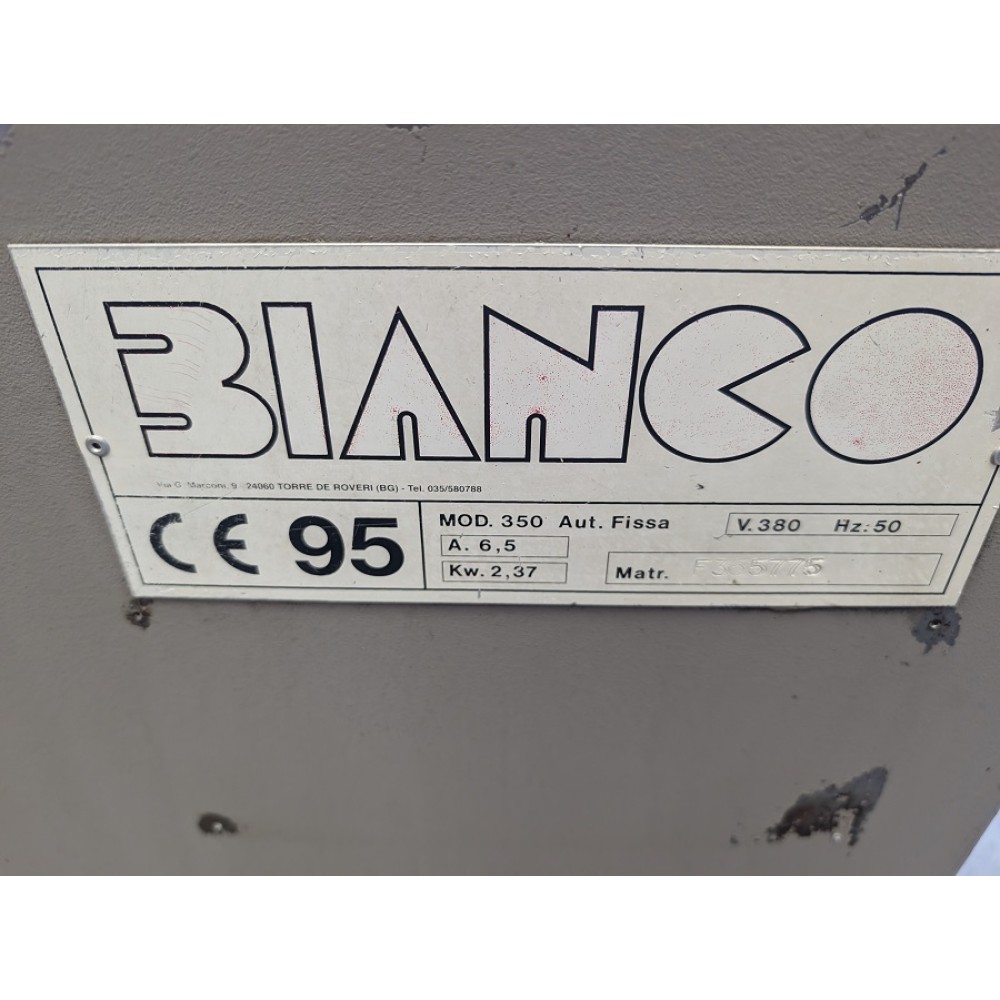 BIANCO
Via G. Marconi, 9 - 24060 TORRE DE ROVERI (BG) - Tel. 035/580788
CE 95
MOD. 350 Aut. Fissa
V.380 Hz:50
A. 6,5
Kw. 2,37
Matr.